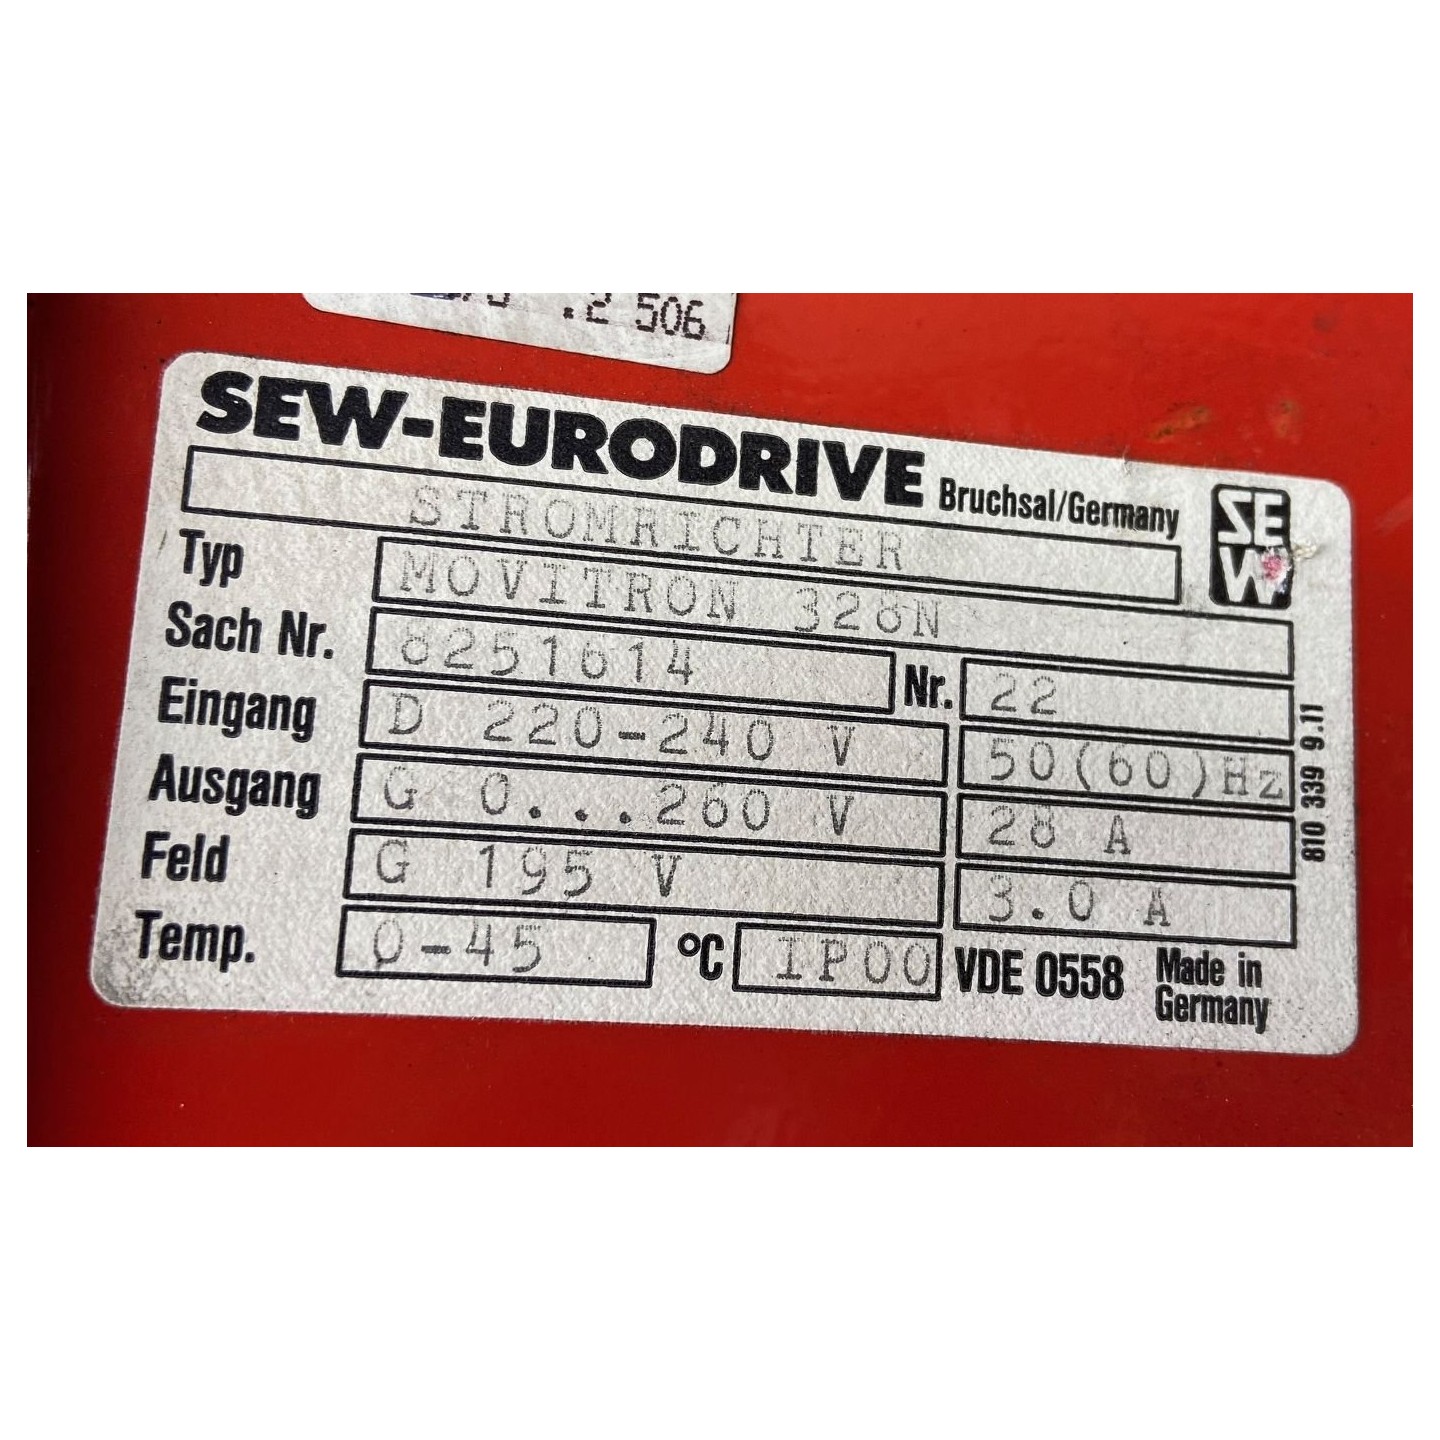 .2 506
SEW-EURODRIVE Bruchsal/Germany
SEW
STROMRICHTER
Typ MOVITRON 328N
Sach Nr. 8251614 Nr. 22
Eingang D 220-240 V 50(60)Hz
Ausgang G 0...260 V 28 A
Feld G 195 V 3.0 A
Temp. 0-45 °C IP00 VDE 0558 Made in
Germany
810 339 9.11